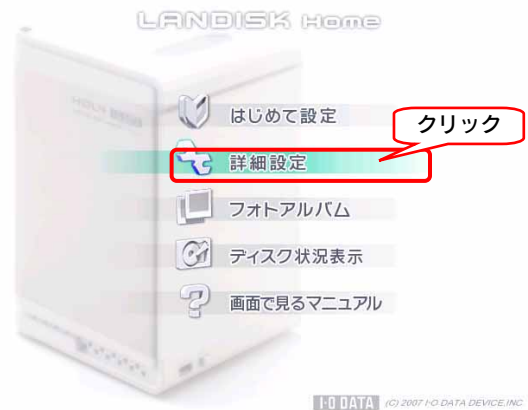 LANDISK Home
はじめて設定
クリック
詳細設定
フォトアルバム
ディスク状況表示
画面で見るマニュアル
I-O DATA (C) 2007 I-O DATA DEVICE,INC.